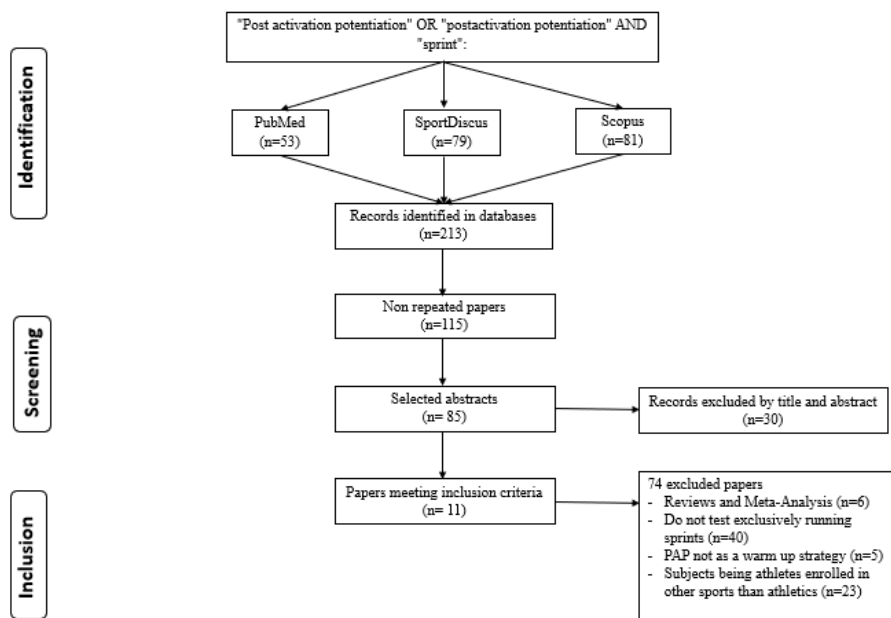 "Post activation potentiation" OR "postactivation potentiation" AND
"sprint":
Identification
PubMed
(n=53)
SportDiscus
(n=79)
Scopus
(n=81)
Records identified in databases
(n=213)
Screening
Non repeated papers
(n=115)
Selected abstracts
(n= 85)
Records excluded by title and abstract
(n=30)
Inclusion
Papers meeting inclusion criteria
(n= 11)
74 excluded papers
- Reviews and Meta-Analysis (n=6)
- Do not test exclusively running
sprints (n=40)
- PAP not as a warm up strategy (n=5)
- Subjects being athletes enrolled in
other sports than athletics (n=23)